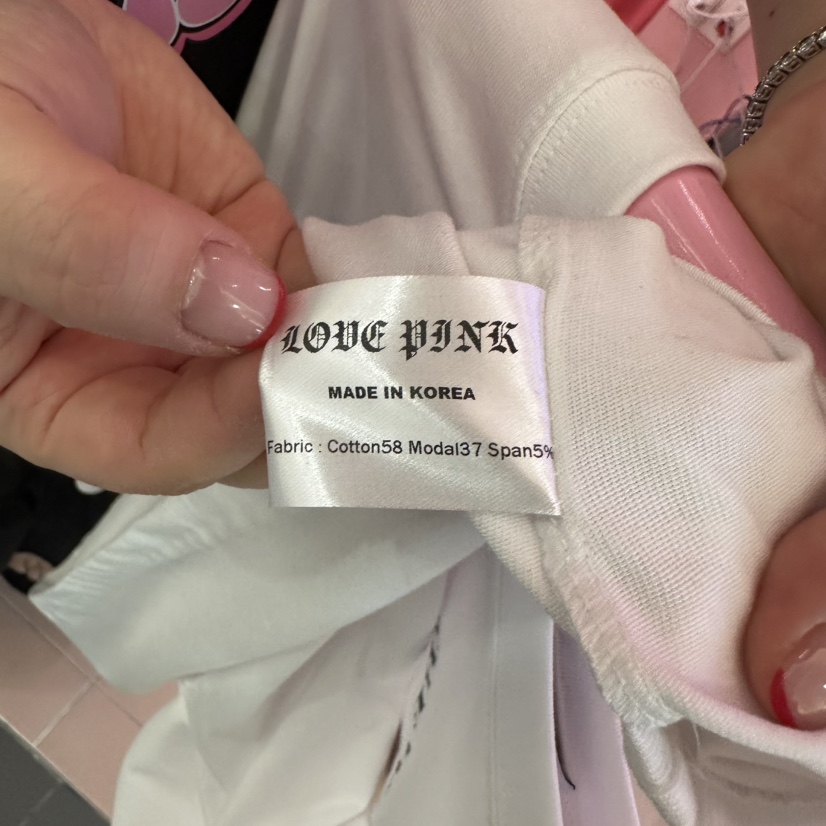 LOVE PINK
MADE IN KOREA
Fabric : Cotton58 Modal37 Span5%